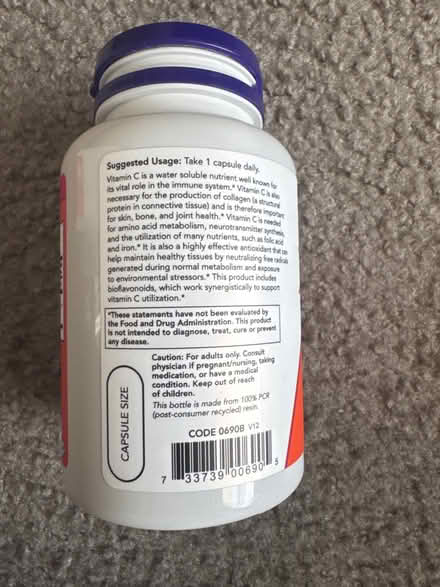 Suggested Usage: Take 1 capsule daily.
Vitamin C is a water soluble nutrient well known for
its vital role in the immune system.* Vitamin C is also
necessary for the production of collagen (a structural
protein in connective tissue) and is therefore important
for skin, bone, and joint health.* Vitamin C is needed
for amino acid metabolism, neurotransmitter synthesis,
and the utilization of many nutrients, such as folic acid
and iron.* It is also a highly effective antioxidant that can
help maintain healthy tissues by neutralizing free radicals
generated during normal metabolism and exposure
to environmental stressors.* This product includes
bioflavonoids, which work synergistically to support
vitamin C utilization.*
*These statements have not been evaluated by
the Food and Drug Administration. This product
is not intended to diagnose, treat, cure or prevent
any disease.
Caution: For adults only. Consult
physician if pregnant/nursing, taking
medication, or have a medical
condition. Keep out of reach
of children.
This bottle is made from 100% PCR
(post-consumer recycled) resin.
CAPSULE SIZE
CODE 0690B V12
7 33739 00690 5